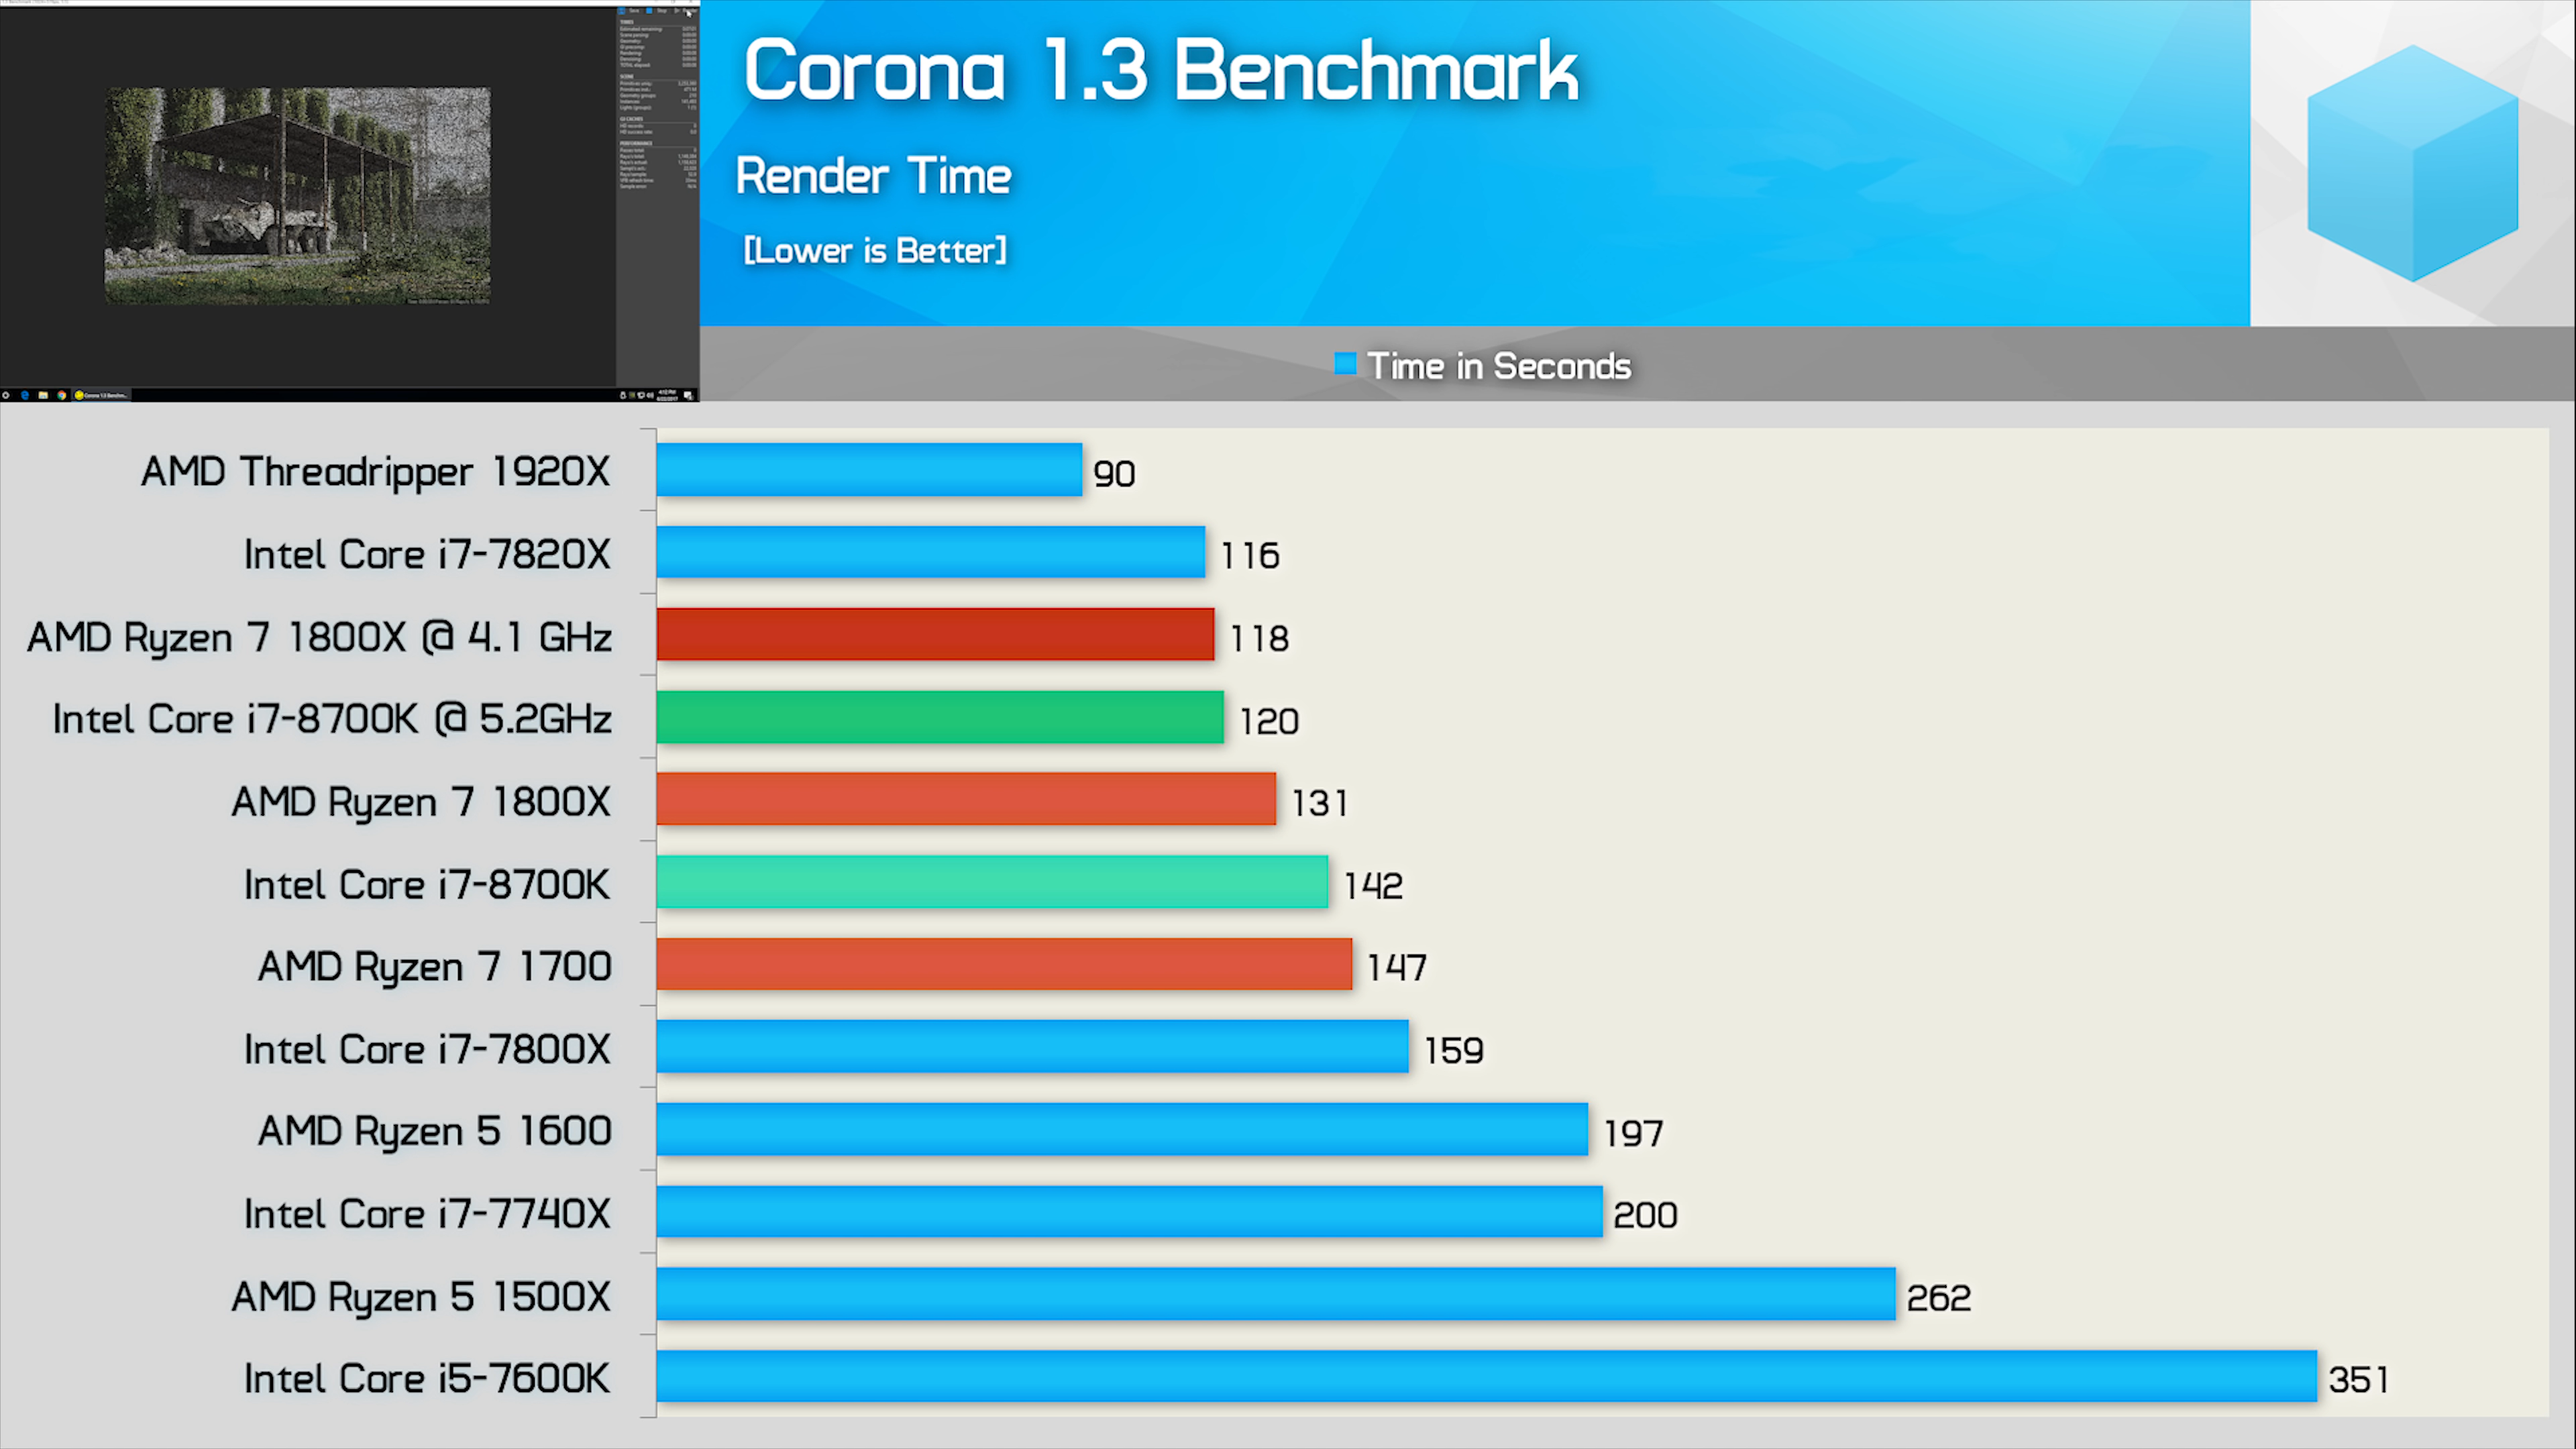 Corona 1.3 Benchmark
Render Time
[Lower is Better]
Time in Seconds
AMD Threadripper 1920X 90
Intel Core i7-7820X 116
AMD Ryzen 7 1800X @ 4.1 GHz 118
Intel Core i7-8700K @ 5.2GHz 120
AMD Ryzen 7 1800X 131
Intel Core i7-8700K 142
AMD Ryzen 7 1700 147
Intel Core i7-7800X 159
AMD Ryzen 5 1600 197
Intel Core i7-7740X 200
AMD Ryzen 5 1500X 262
Intel Core i5-7600K 351